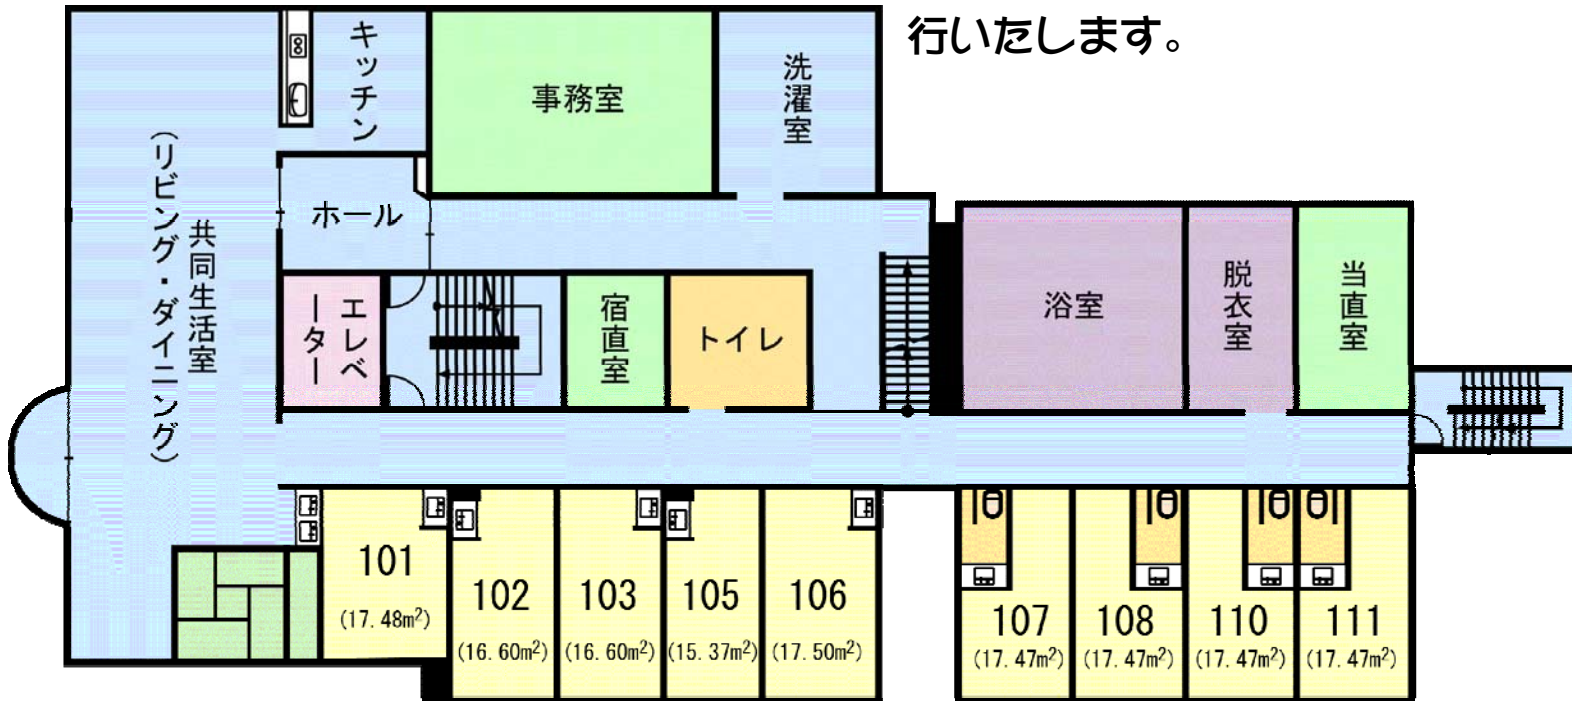 行いたします。
キッチン
事務室
洗濯室
ホール
共同生活室
(リビング・ダイニング)
エレベ
ーター
宿直室
トイレ
浴室
脱衣室
当直室
101
(17.48m²)
102
(16.60m²)
103
(16.60m²)
105
(15.37m²)
106
(17.50m²)
107
(17.47m²)
108
(17.47m²)
110
(17.47m²)
111
(17.47m²)